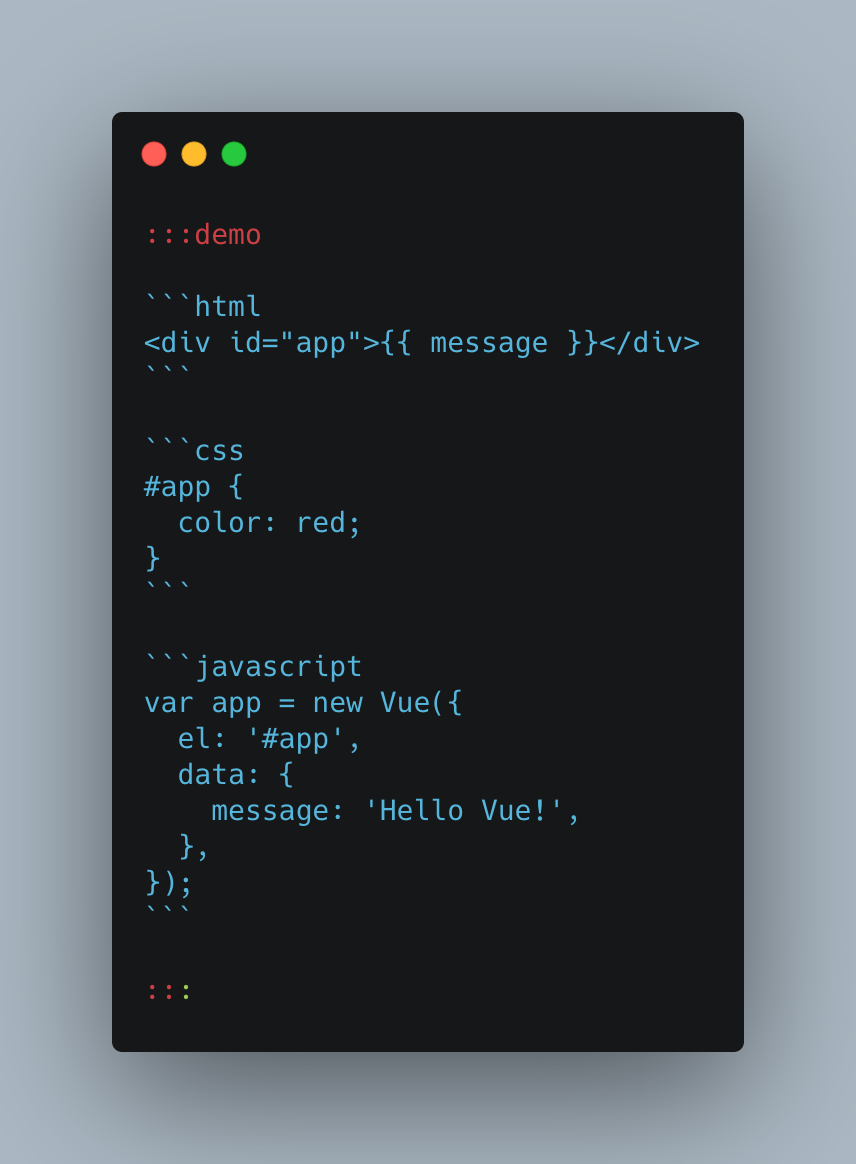 :::demo
```html
<div id="app">{{ message }}</div>
```
```css
#app {
  color: red;
}
```
```javascript
var app = new Vue({
  el: '#app',
  data: {
    message: 'Hello Vue!',
  },
});
```
:::